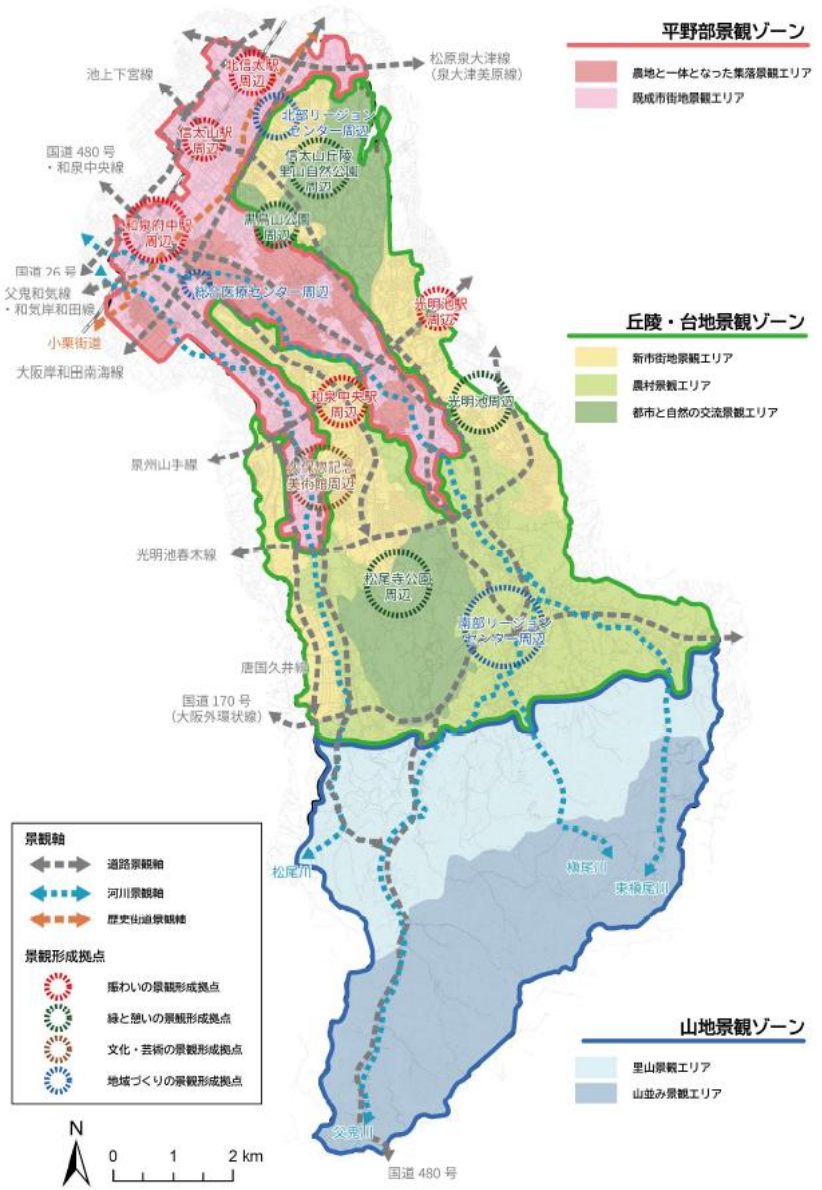 平野部景観ゾーン
農地と一体となった集落景観エリア
既成市街地景観エリア
松原泉大津線
(泉大津美原線)
池上下宮線
北信太駅
周辺
北部リージョン
センター周辺
信太山駅
周辺
信太山丘陵
里山自然公園
周辺
国道480号
・和泉中央線
和泉府中駅
周辺
黒鳥山公園
周辺
国道26号
父鬼和気線
・和気岸和田線
総合医療センター周辺
光明池駅
周辺
小栗街道
大阪岸和田南海線
丘陵・台地景観ゾーン
新市街地景観エリア
農村景観エリア
都市と自然の交流景観エリア
和泉中央駅
周辺
光明池周辺
泉州山手線
久保惣記念
美術館周辺
光明池春木線
松尾寺公園
周辺
南部リージョン
センター周辺
唐国久井線
国道170号
(大阪外環状線)
景観軸
道路景観軸
河川景観軸
歴史街道景観軸
景観形成拠点
賑わいの景観形成拠点
緑と憩いの景観形成拠点
文化・芸術の景観形成拠点
地域づくりの景観形成拠点
松尾川
槇尾川
東槇尾川
山地景観ゾーン
里山景観エリア
山並み景観エリア
父鬼川
国道480号
N
0 1 2 km